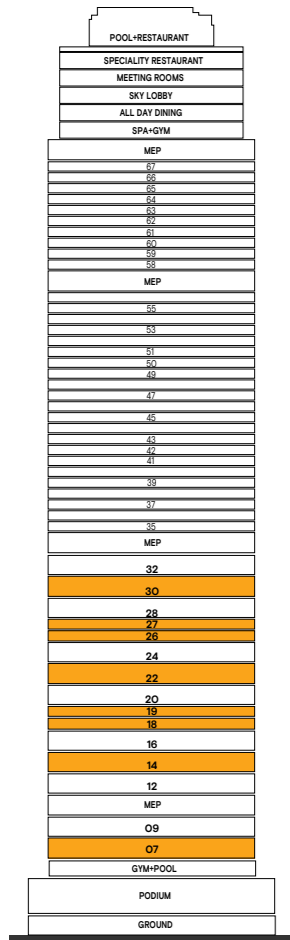 POOL+RESTAURANT
SPECIALITY RESTAURANT
MEETING ROOMS
SKY LOBBY
ALL DAY DINING
SPA+GYM
MEP
67
66
65
64
63
62
61
60
59
58
MEP
55
53
51
50
49
47
45
43
42
41
39
37
35
MEP
32
30
28
27
26
24
22
20
19
18
16
14
12
MEP
09
07
GYM+POOL
PODIUM
GROUND